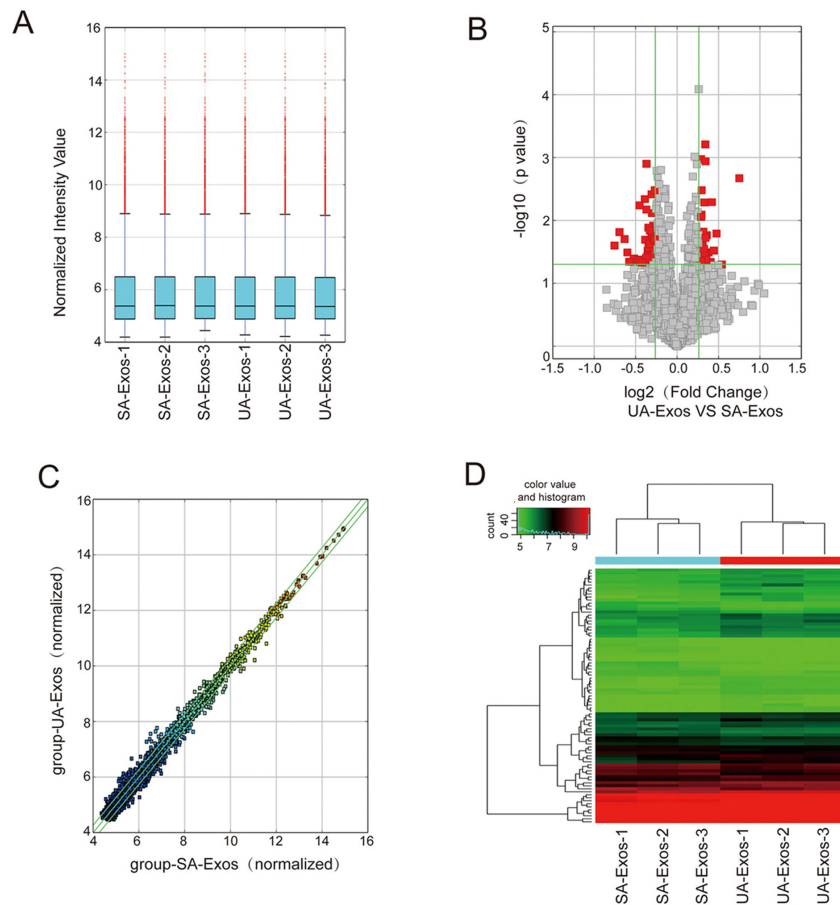 A
Normalized Intensity Value
16
14
12
10
8
6
4
SA-Exos-1
SA-Exos-2
SA-Exos-3
UA-Exos-1
UA-Exos-2
UA-Exos-3
B
-log10（p value）
5
4
3
2
1
0
-1.5
-1.0
-0.5
0.0
0.5
1.0
1.5
log2（Fold Change）
UA-Exos VS SA-Exos
C
group-UA-Exos（normalized）
16
14
12
10
8
6
4
4
6
8
10
12
14
16
group-SA-Exos（normalized）
D
color value
and histogram
count
0 20 40
5 7 9
SA-Exos-1
SA-Exos-2
SA-Exos-3
UA-Exos-1
UA-Exos-2
UA-Exos-3